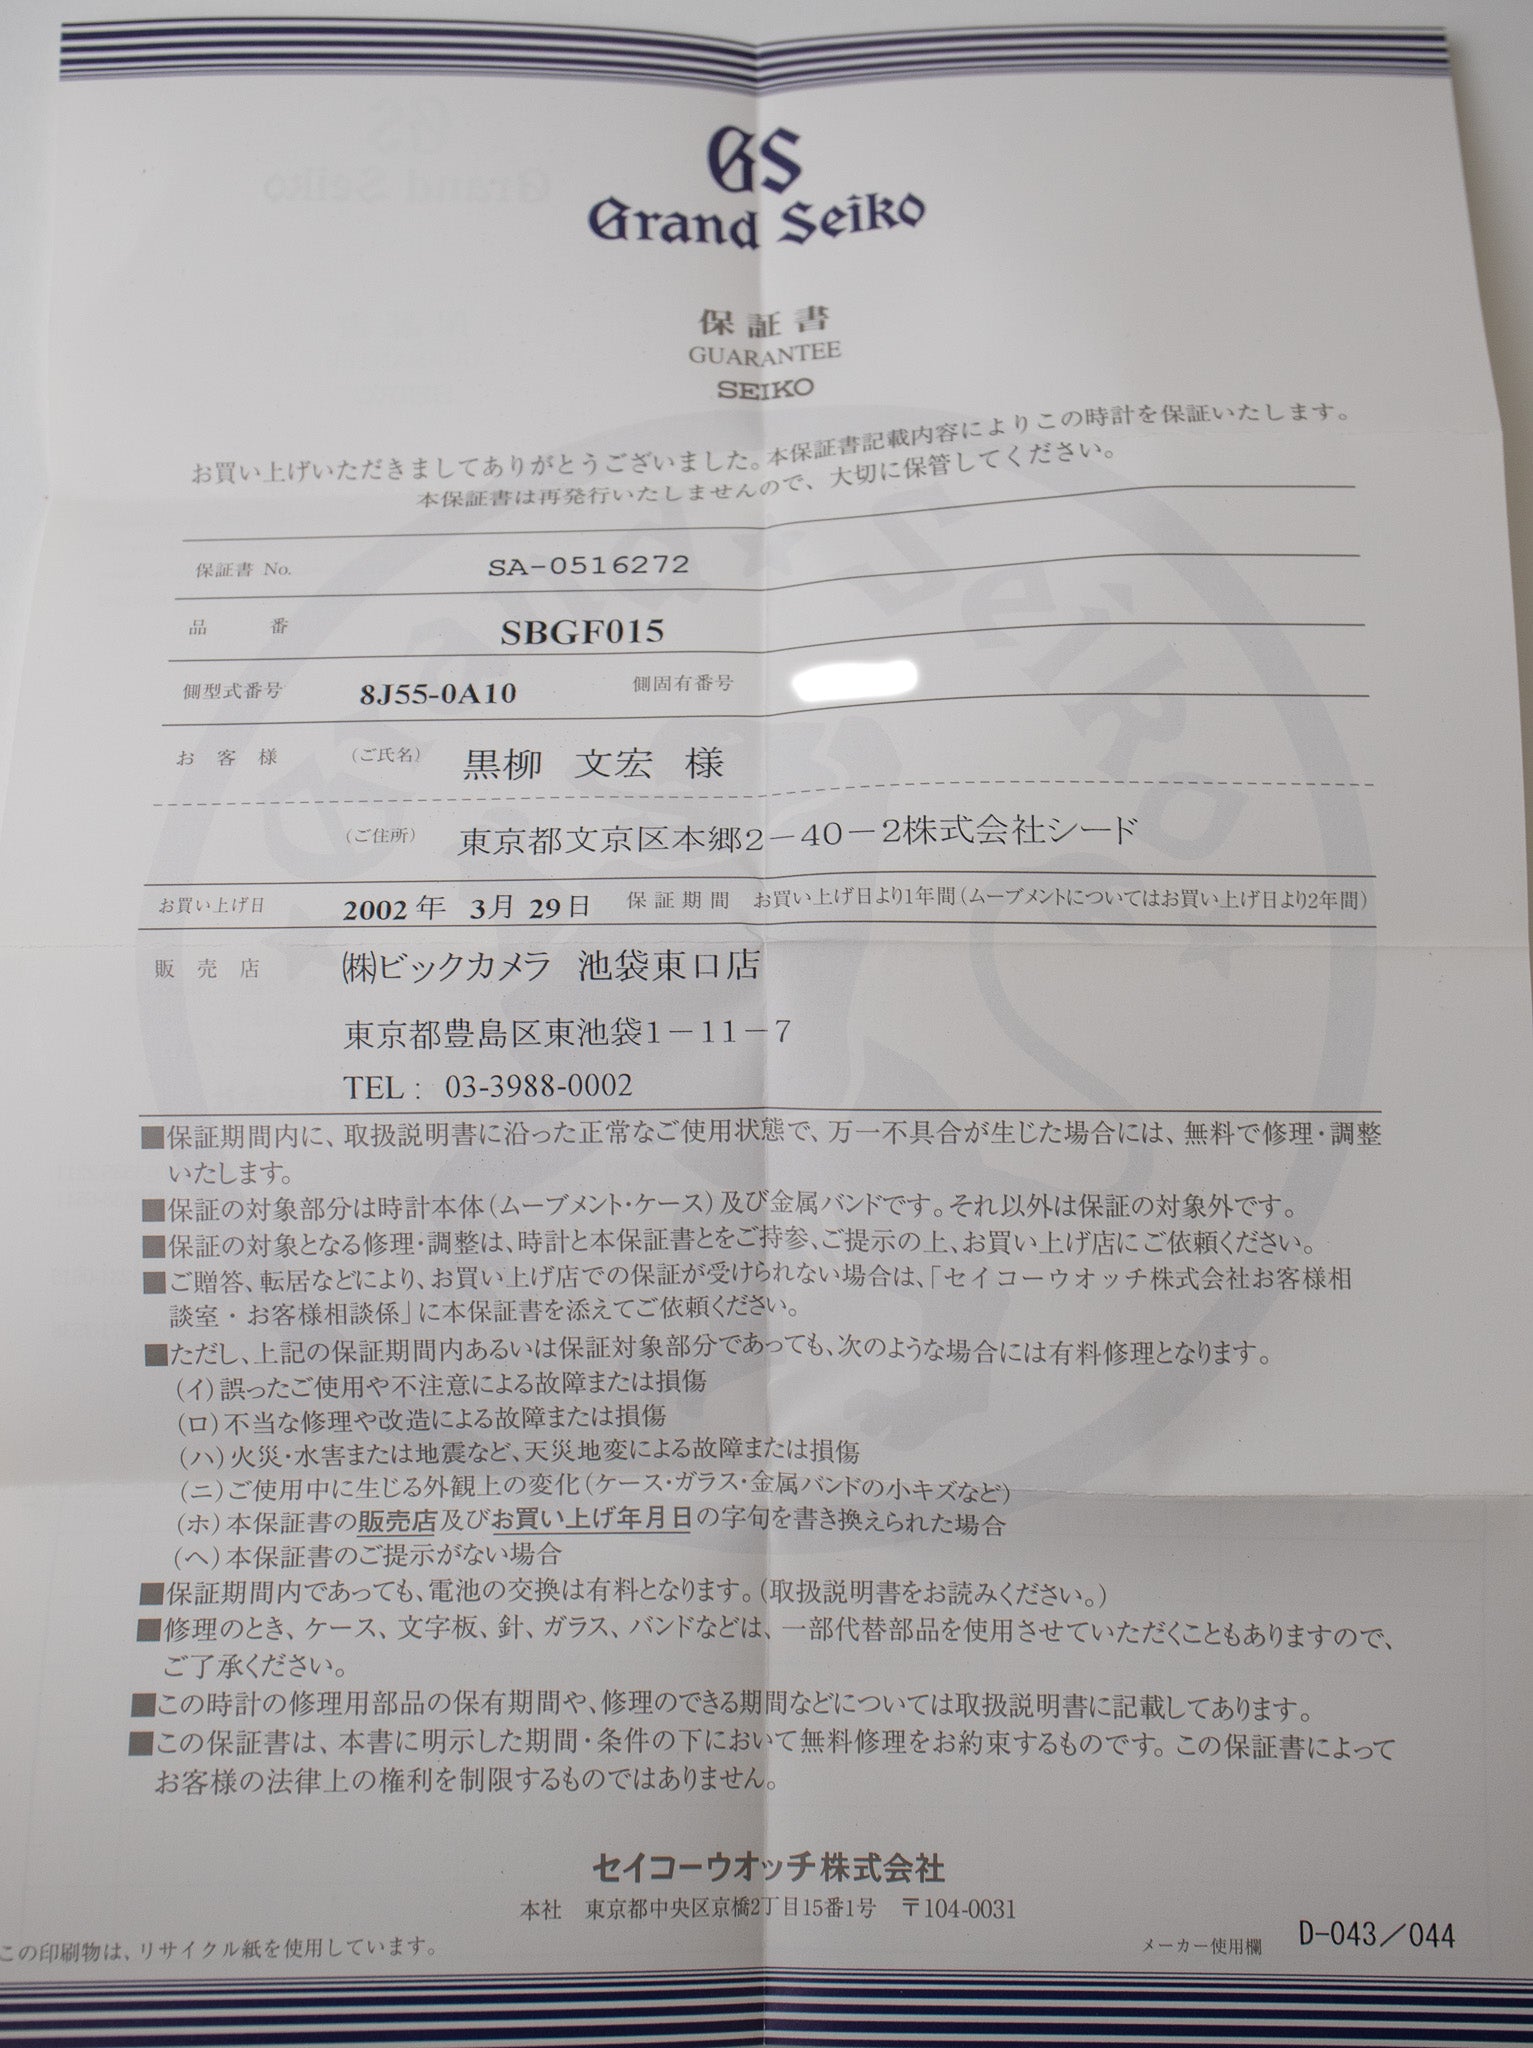 GS
Grand Seiko
保証書
GUARANTEE
SEIKO
お買い上げいただきましてありがとうございました。本保証書記載内容によりこの時計を保証いたします。
本保証書は再発行いたしませんので、大切に保管してください。
保証書 No. SA-0516272
品番 SBGF015
側型式番号 8J55-0A10 側固有番号
お客様 (ご氏名) 黒柳 文宏 様
(ご住所) 東京都文京区本郷2-40-2株式会社シード
お買い上げ日 2002年 3月 29日 保証期間 お買い上げ日より1年間(ムーブメントについてはお買い上げ日より2年間)
販売店 ㈱ビックカメラ 池袋東口店
東京都豊島区東池袋1-11-7
TEL: 03-3988-0002
■保証期間内に、取扱説明書に沿った正常なご使用状態で、万一不具合が生じた場合には、無料で修理・調整
いたします。
■保証の対象部分は時計本体(ムーブメント・ケース)及び金属バンドです。それ以外は保証の対象外です。
■保証の対象となる修理・調整は、時計と本保証書とをご持参、ご提示の上、お買い上げ店にご依頼ください。
■ご贈答、転居などにより、お買い上げ店での保証が受けられない場合は、「セイコーウオッチ株式会社お客様相
談室・お客様相談係」に本保証書を添えてご依頼ください。
■ただし、上記の保証期間内あるいは保証対象部分であっても、次のような場合には有料修理となります。
(イ)誤ったご使用や不注意による故障または損傷
(ロ)不当な修理や改造による故障または損傷
(ハ)火災・水害または地震など、天災地変による故障または損傷
(ニ)ご使用中に生じる外観上の変化(ケース・ガラス・金属バンドの小キズなど)
(ホ)本保証書の販売店及びお買い上げ年月日の字句を書き換えられた場合
(ヘ)本保証書のご提示がない場合
■保証期間内であっても、電池の交換は有料となります。(取扱説明書をお読みください。)
■修理のとき、ケース、文字板、針、ガラス、バンドなどは、一部代替部品を使用させていただくこともありますので、
ご了承ください。
■この時計の修理用部品の保有期間や、修理のできる期間などについては取扱説明書に記載してあります。
■この保証書は、本書に明示した期間・条件の下において無料修理をお約束するものです。この保証書によって
お客様の法律上の権利を制限するものではありません。
セイコーウオッチ株式会社
本社 東京都中央区京橋2丁目15番1号 〒104-0031
この印刷物は、リサイクル紙を使用しています。
メーカー使用欄 D-043/044